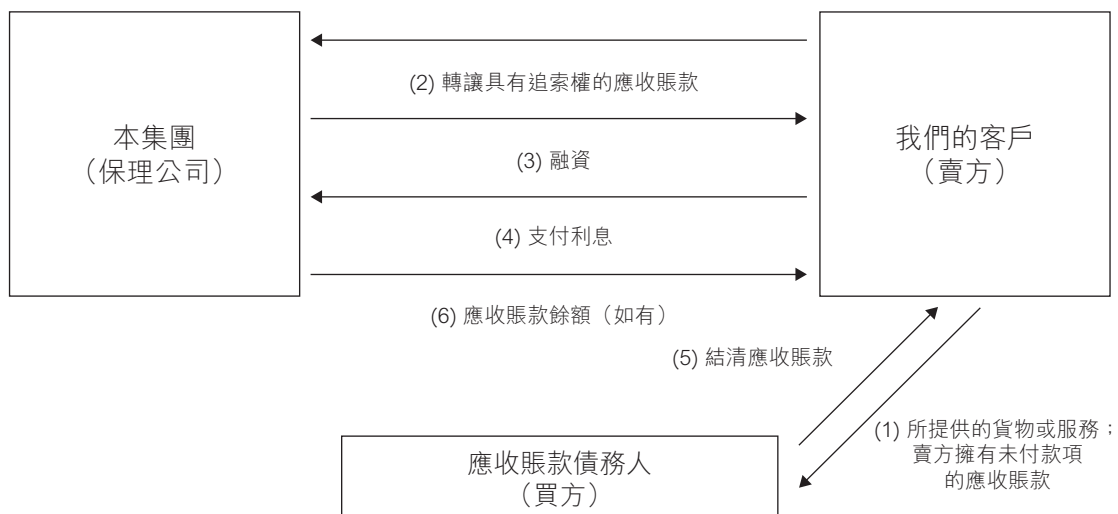 (2) 轉讓具有追索權的應收賬款
本集團
（保理公司）
我們的客戶
（賣方）
(3) 融資
(4) 支付利息
(6) 應收賬款餘額（如有）
(5) 結清應收賬款
(1) 所提供的貨物或服務；
賣方擁有未付款項
的應收賬款
應收賬款債務人
（買方）